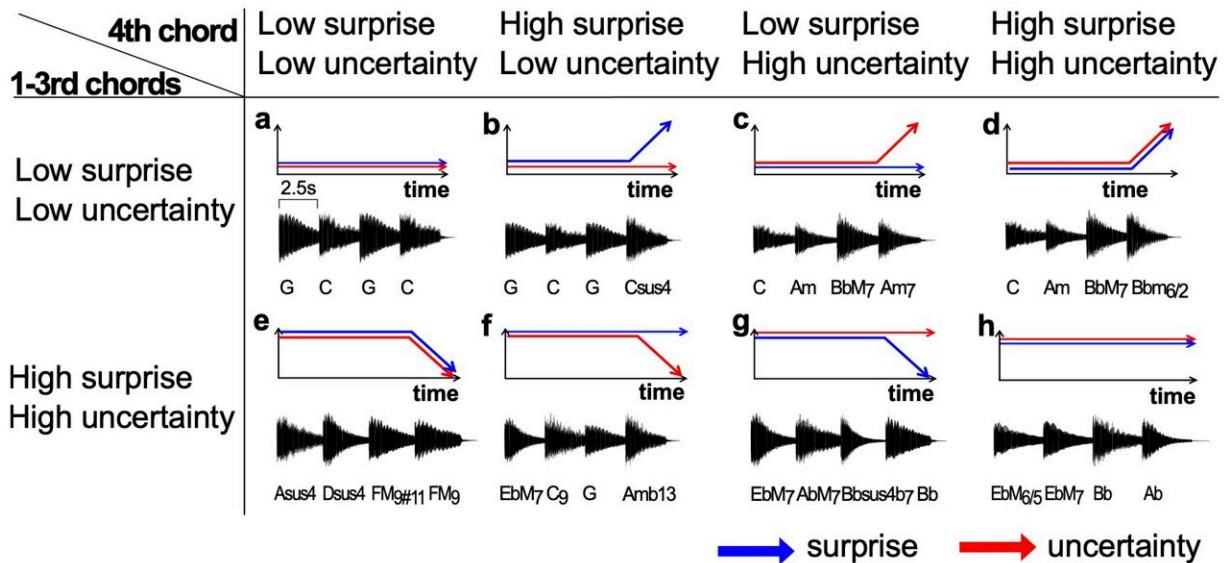 4th chord
1-3rd chords
Low surprise
Low uncertainty
High surprise
Low uncertainty
Low surprise
High uncertainty
High surprise
High uncertainty
Low surprise
Low uncertainty
a
time
2.5s
G C G C
b
time
G C G Csus4
c
time
C Am BbM7 Am7
d
time
C Am BbM7 Bbm6/2
High surprise
High uncertainty
e
time
Asus4 Dsus4 FM9#11 FM9
f
time
EbM7 C9 G Amb13
g
time
EbM7 AbM7 Bbsus4b7 Bb
h
time
EbM6/5 EbM7 Bb Ab
surprise
uncertainty